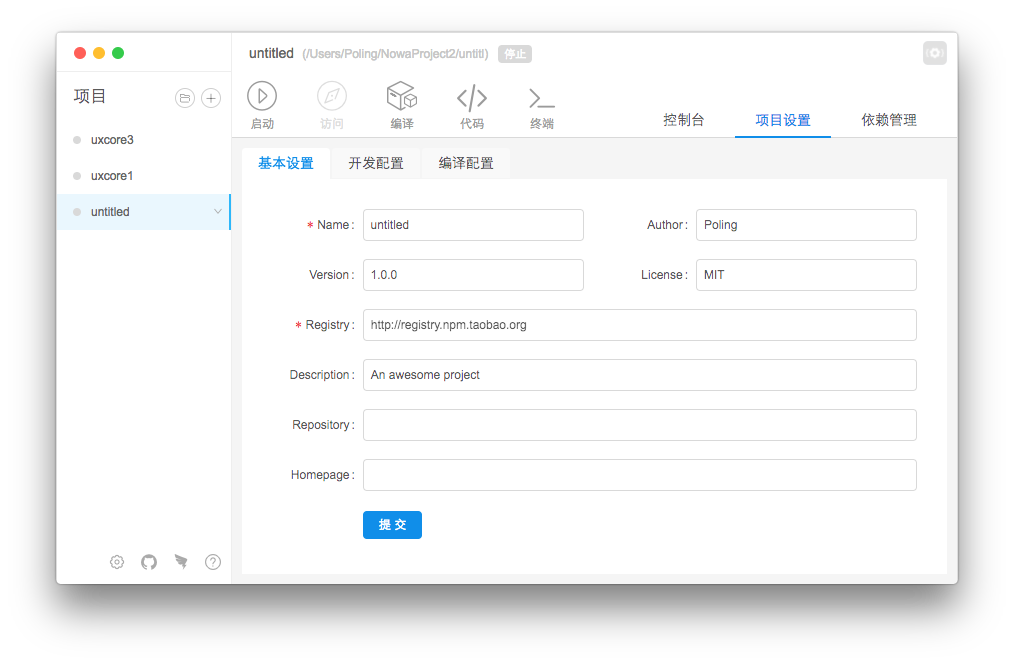 untitled (/Users/Poling/NowaProject2/untitl) 停止
项目
uxcore3
uxcore1
untitled
启动 访问 编译 代码 终端
控制台 项目设置 依赖管理
基本设置 开发配置 编译配置
* Name : untitled
Author : Poling
Version : 1.0.0
License : MIT
* Registry : http://registry.npm.taobao.org
Description : An awesome project
Repository :
Homepage :
提 交